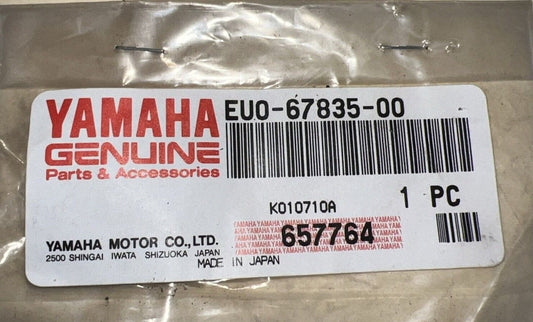 YAMAHA
GENUINE
Parts & Accessories
EU0-67835-00
K010710A
1 PC
657764
YAMAHA MOTOR CO.,LTD.
2500 SHINGAI IWATA SHIZUOKA JAPAN
MADE IN JAPAN